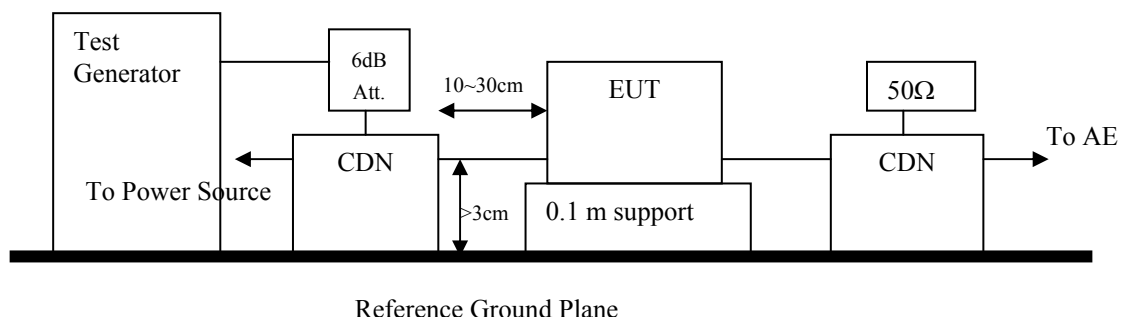 Test
Generator
6dB
Att.
10~30cm
EUT
50Ω
To AE
CDN
CDN
To Power Source
>3cm
0.1 m support
Reference Ground Plane